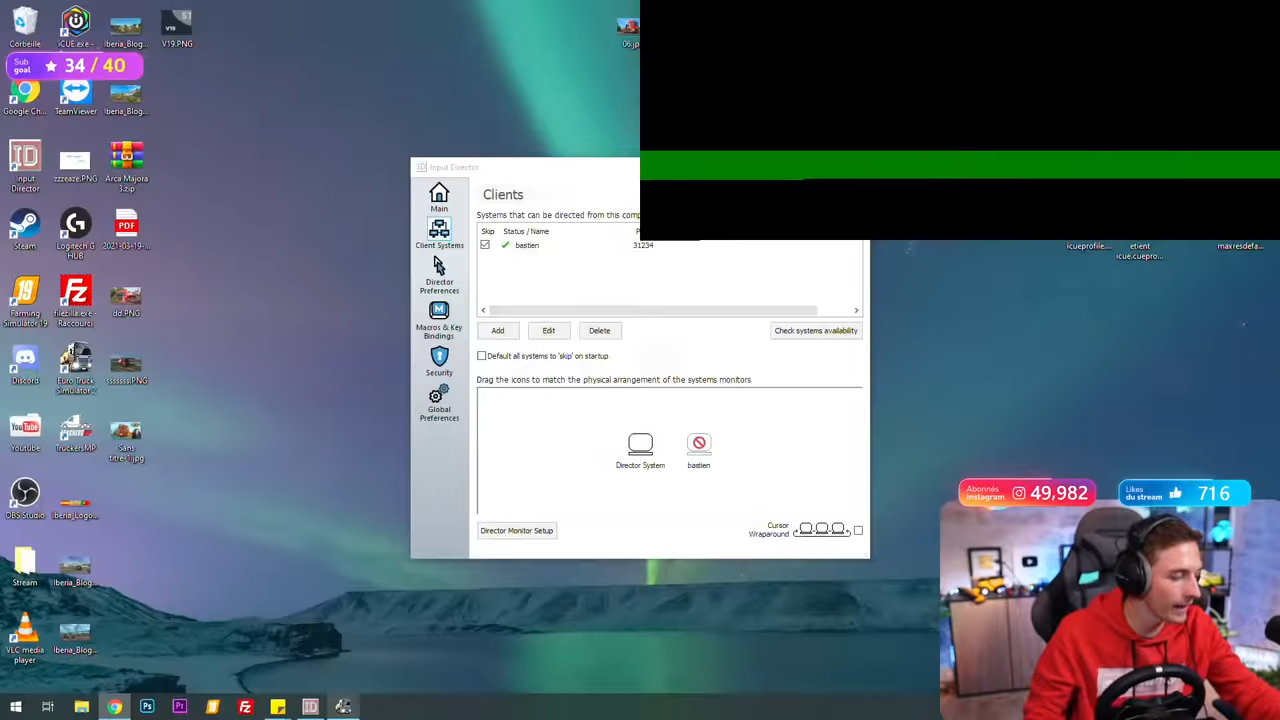 Corbeille
iCUE.exe -
Iberia_Blog...
V19.PNG
V19
06.jp
Sub
goal
34 / 40
Google Ch...
TeamViewer
Iberia_Blog...
Input
Director
zzzeaze.PNG
Arca Majora
3.zip
Steam
Logitech G
HUB
2021-03-19-...
PDF
Farming
Simulator 19
filezilla.exe -
Raccourci
dd.PNG
Discord
Euro Truck
Simulator 2
sssssss.PNG
Youtube
TruckersMP
Sans
titre-1.jpg
OBS Studio
Iberia_Logo...
Stream
Iberia_Blog...
VLC media
player
Iberia_Blog...
Input Director
Main
Client Systems
Director
Preferences
Macros & Key
Bindings
Security
Global
Preferences
Clients
Systems that can be directed from this comp
Skip Status / Name P
bastien 31234
Add Edit Delete Check systems availability
Default all systems to 'skip' on startup
Drag the icons to match the physical arrangement of the systems monitors
Director System bastien
Director Monitor Setup
Cursor
Wraparound
icueprofile....
etient
icue.cuepro...
maxresdefa...
Abonnés
instagram
49,982
Likes
du stream
716